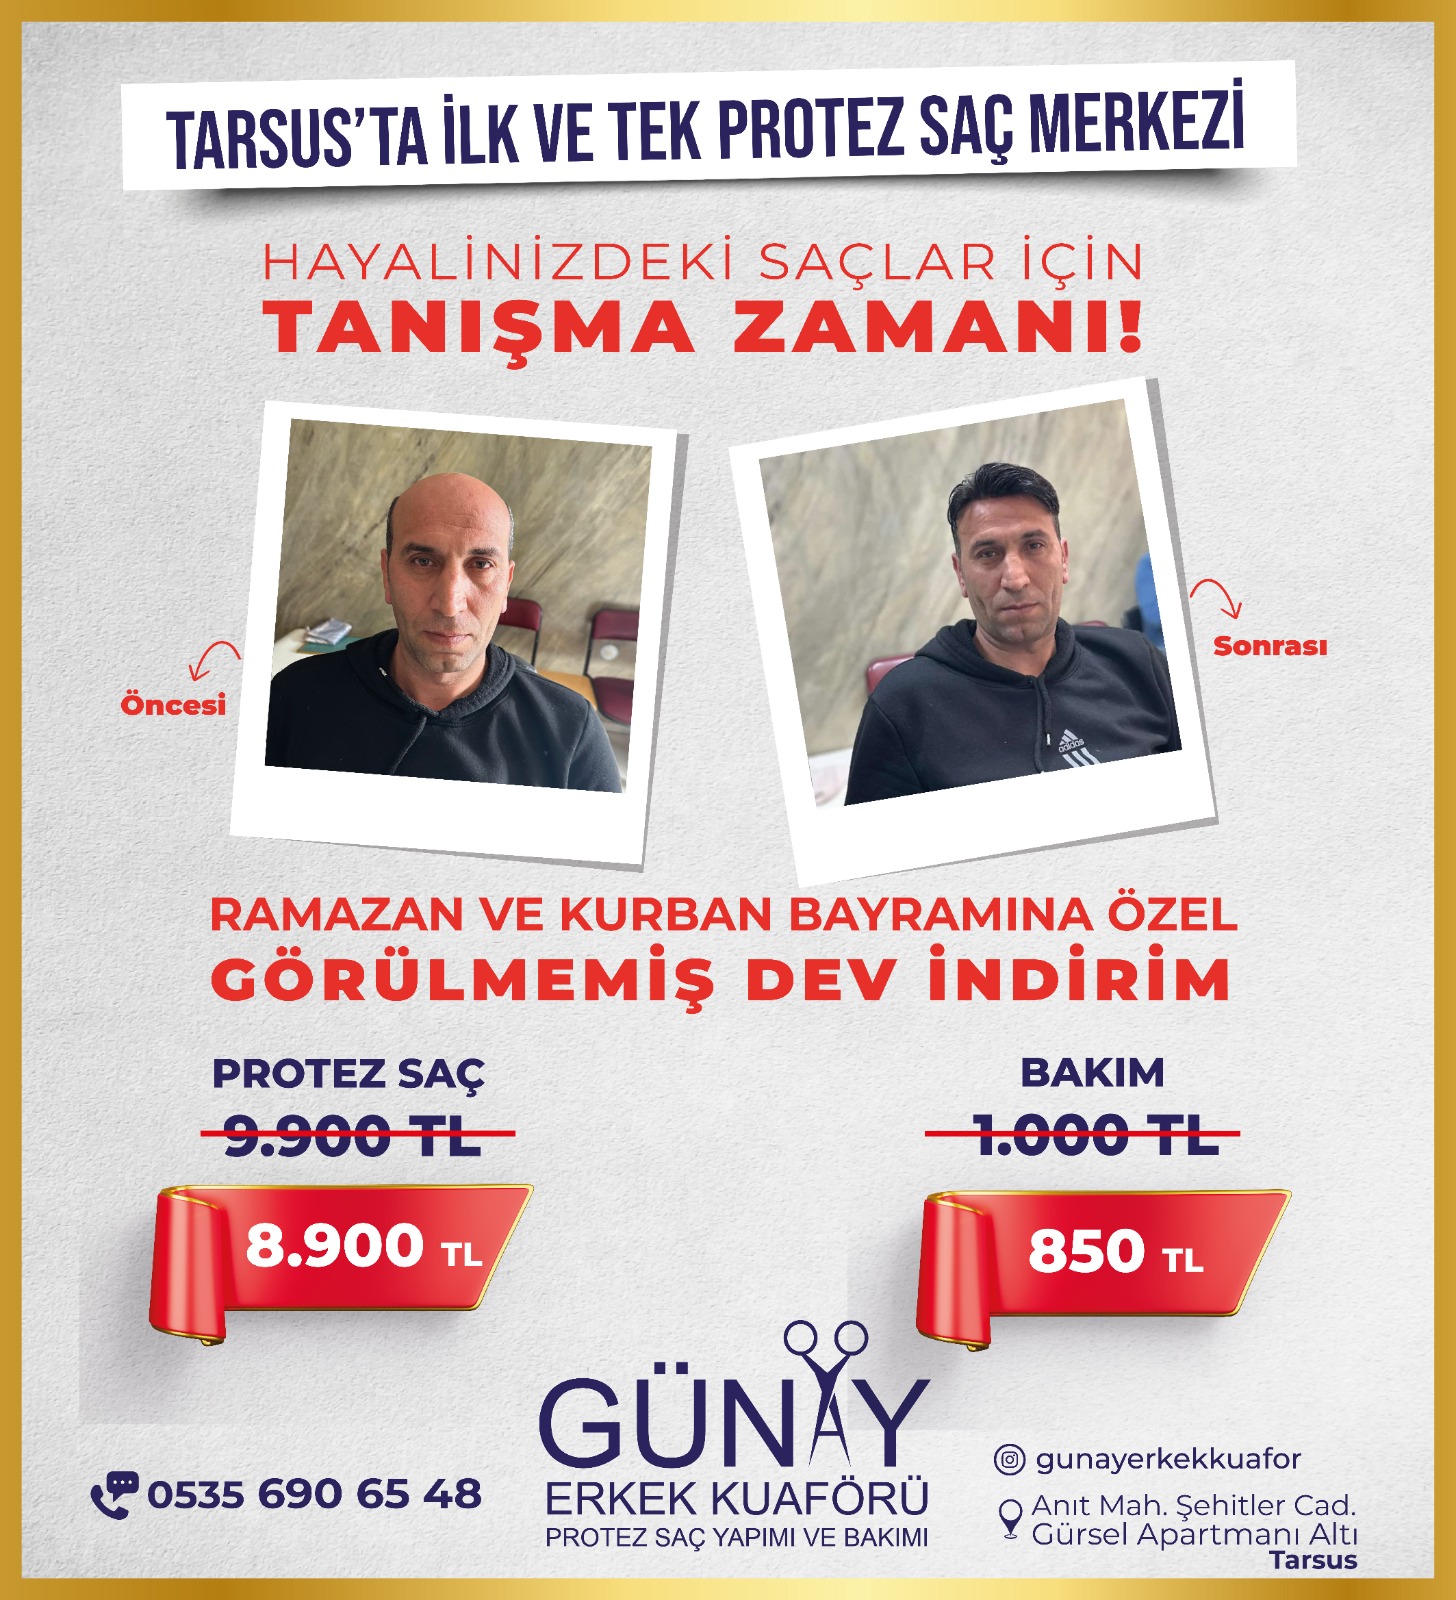 TARSUS'TA İLK VE TEK PROTEZ SAÇ MERKEZİ
HAYALİNİZDEKİ SAÇLAR İÇİN
TANIŞMA ZAMANI!
Öncesi
Sonrası
adidas
RAMAZAN VE KURBAN BAYRAMINA ÖZEL
GÖRÜLMEMİŞ DEV İNDİRİM
PROTEZ SAÇ
9.900 TL
8.900 TL
BAKIM
1.000 TL
850 TL
GÜNAY
ERKEK KUAFÖRÜ
PROTEZ SAÇ YAPIMI VE BAKIMI
0535 690 65 48
gunayerkekkuafor
Anıt Mah. Şehitler Cad.
Gürsel Apartmanı Altı
Tarsus